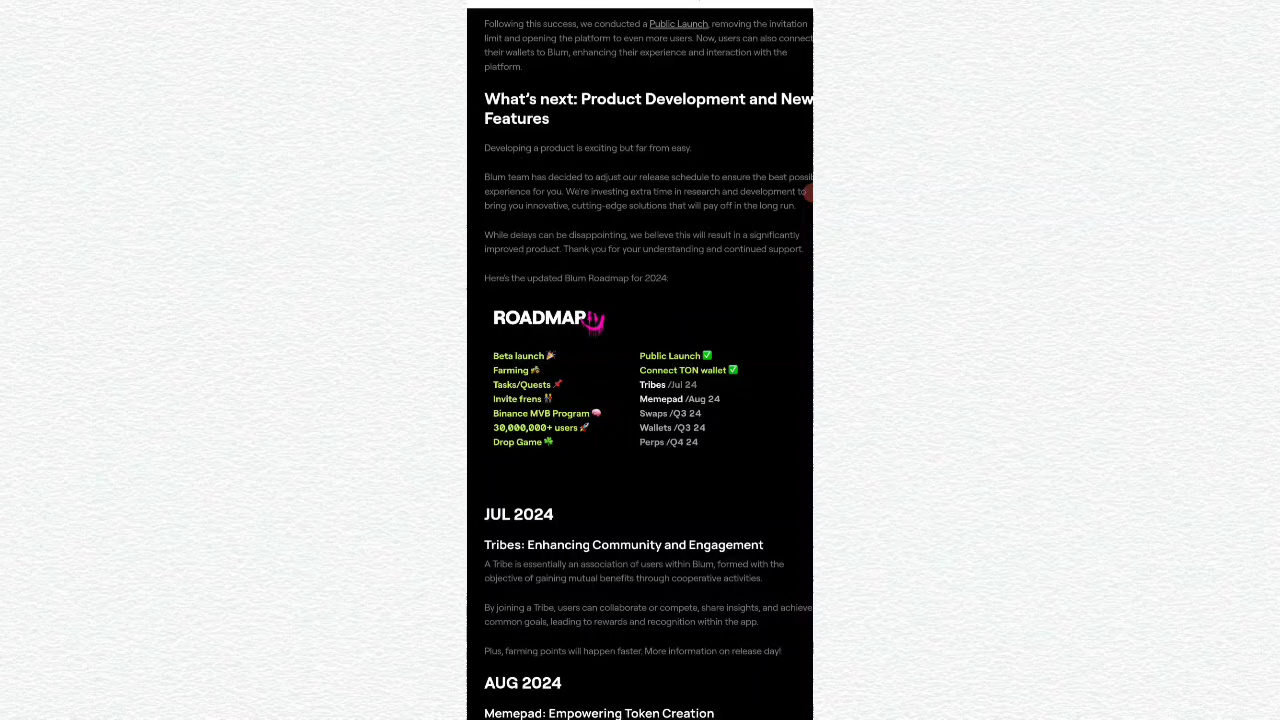 Following this success, we conducted a Public Launch, removing the invitation
limit and opening the platform to even more users. Now, users can also connect
their wallets to Blum, enhancing their experience and interaction with the
platform.
What's next: Product Development and New
Features
Developing a product is exciting but far from easy.
Blum team has decided to adjust our release schedule to ensure the best possib
experience for you. We're investing extra time in research and development to
bring you innovative, cutting-edge solutions that will pay off in the long run.
While delays can be disappointing, we believe this will result in a significantly
improved product. Thank you for your understanding and continued support.
Here's the updated Blum Roadmap for 2024:
ROADMAP
Beta launch 🎉
Farming 🧑‍🌾
Tasks/Quests 📌
Invite frens 👬
Binance MVB Program 🧠
30,000,000+ users 🚀
Drop Game 🍀
Public Launch ✅
Connect TON wallet ✅
Tribes /Jul 24
Memepad /Aug 24
Swaps /Q3 24
Wallets /Q3 24
Perps /Q4 24
JUL 2024
Tribes: Enhancing Community and Engagement
A Tribe is essentially an association of users within Blum, formed with the
objective of gaining mutual benefits through cooperative activities.
By joining a Tribe, users can collaborate or compete, share insights, and achieve
common goals, leading to rewards and recognition within the app.
Plus, farming points will happen faster. More information on release day!
AUG 2024
Memepad: Empowering Token Creation